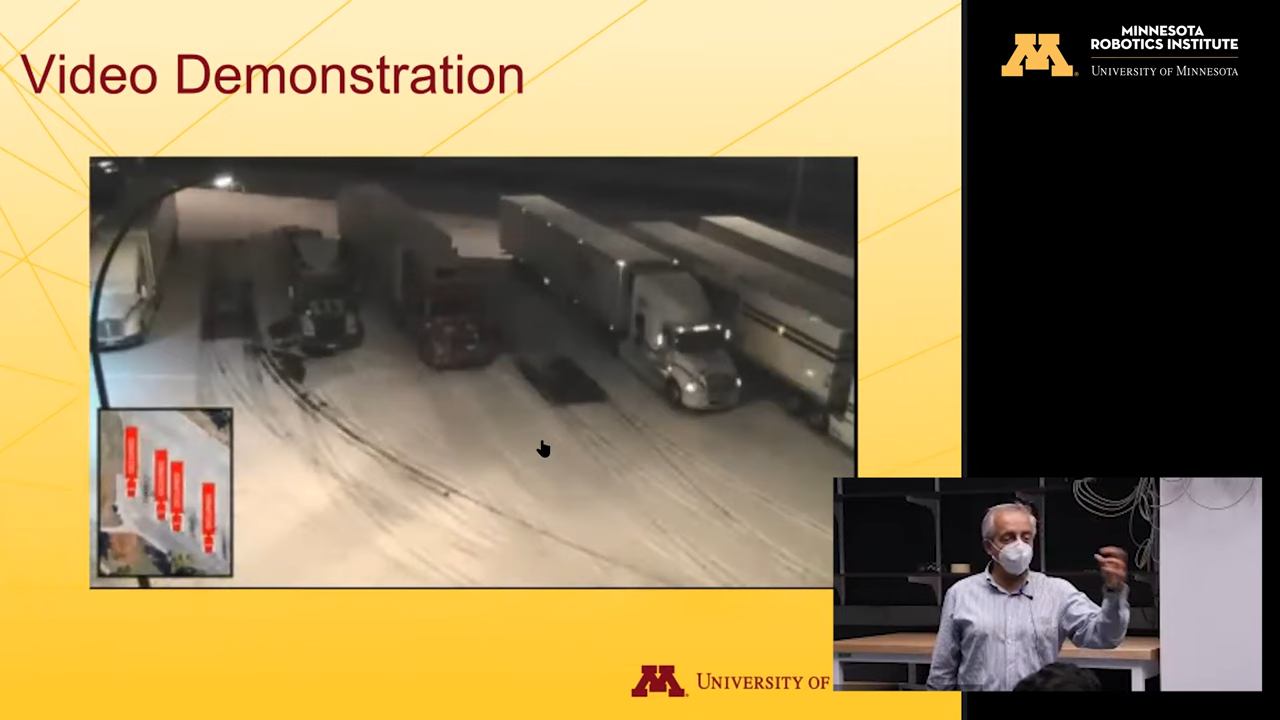 Video Demonstration
MINNESOTA
ROBOTICS INSTITUTE
UNIVERSITY OF MINNESOTA
UNIVERSITY OF